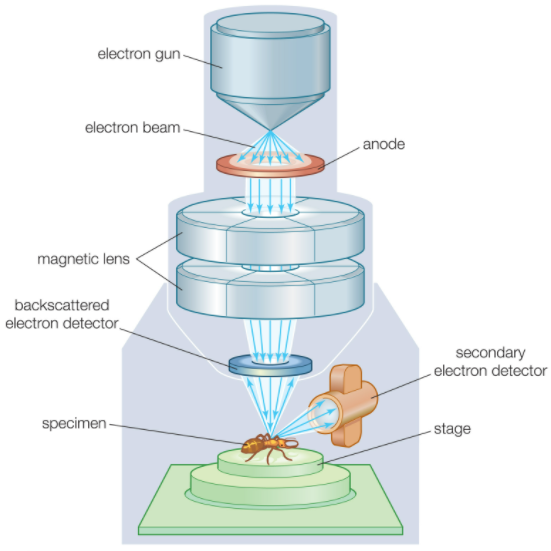 electron gun
electron beam
anode
magnetic lens
backscattered
electron detector
secondary
electron detector
specimen
stage